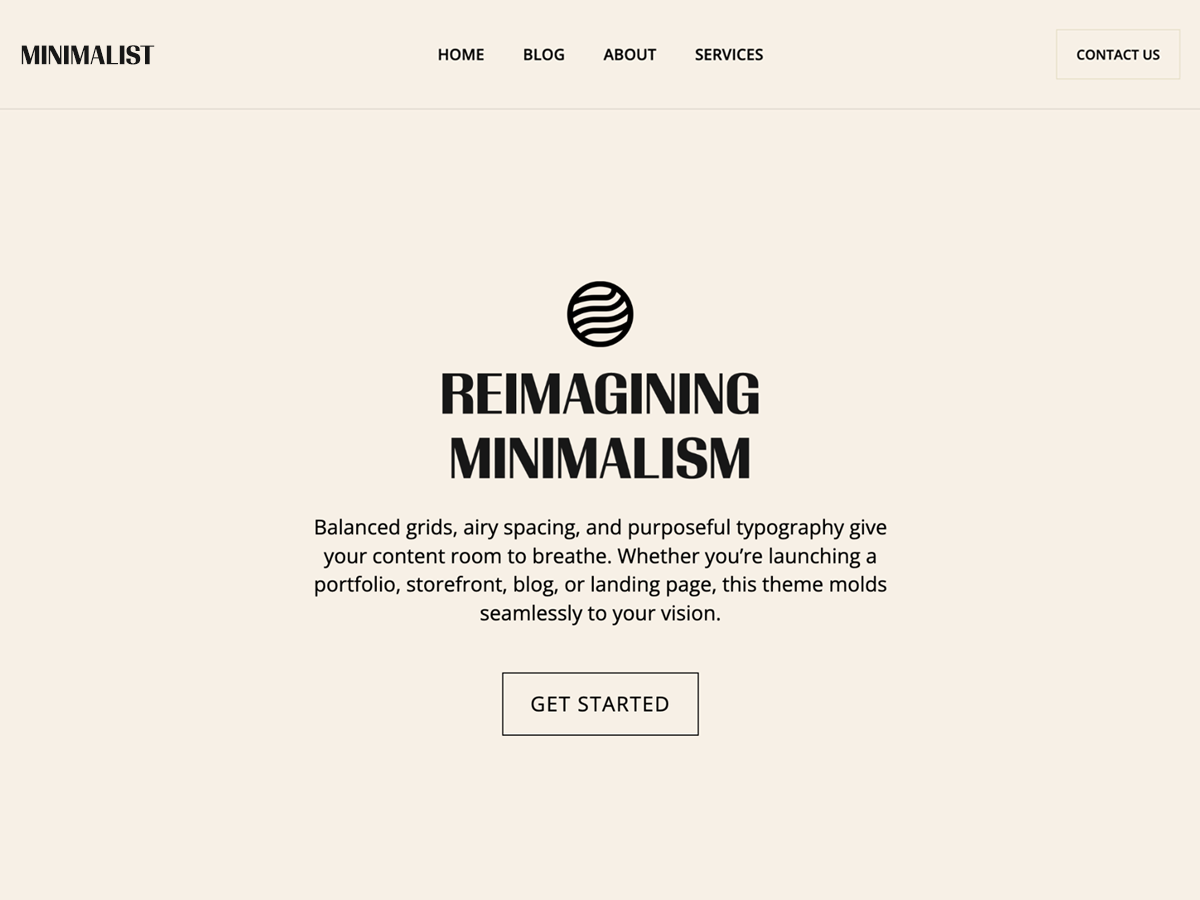 MINIMALIST
HOME BLOG ABOUT SERVICES
CONTACT US
REIMAGINING
MINIMALISM
Balanced grids, airy spacing, and purposeful typography give
your content room to breathe. Whether you’re launching a
portfolio, storefront, blog, or landing page, this theme molds
seamlessly to your vision.
GET STARTED